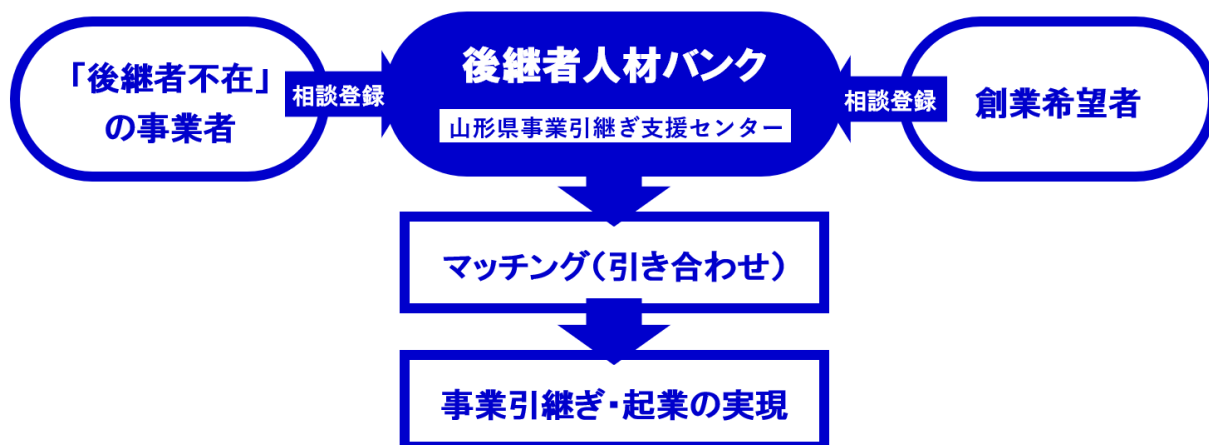 「後継者不在」
の事業者
相談登録
後継者人材バンク
山形県事業引継ぎ支援センター
相談登録
創業希望者
マッチング（引き合わせ）
事業引継ぎ・起業の実現